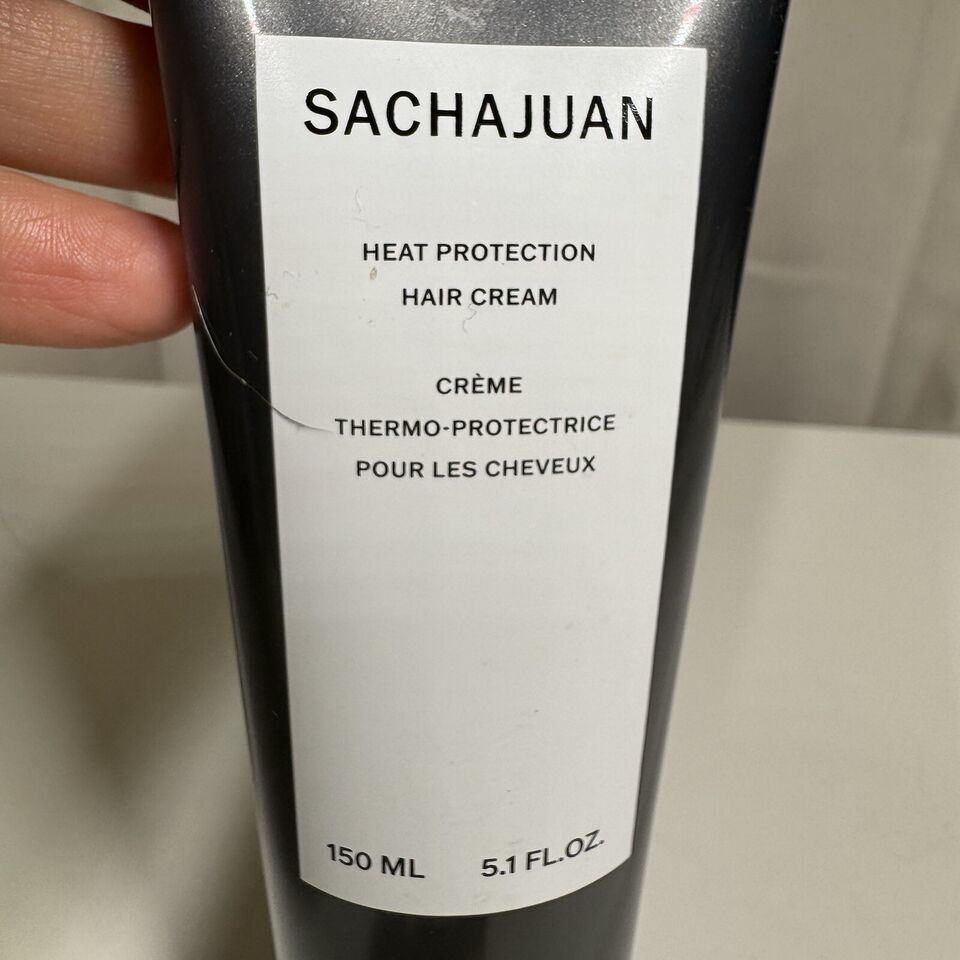 SACHAJUAN
HEAT PROTECTION
HAIR CREAM
CRÈME
THERMO-PROTECTRICE
POUR LES CHEVEUX
150 ML 5.1 FL.OZ.